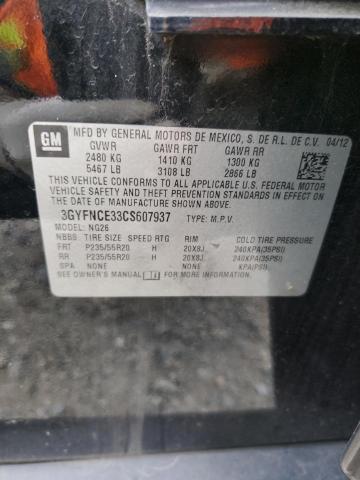 GM
MFD BY GENERAL MOTORS DE MEXICO, S. DE R.L. DE C.V. 04/12
GVWR GAWR FRT GAWR RR
2480 KG 1410 KG 1300 KG
5467 LB 3108 LB 2866 LB
THIS VEHICLE CONFORMS TO ALL APPLICABLE U.S. FEDERAL MOTOR
VEHICLE SAFETY AND THEFT PREVENTION STANDARDS IN EFFECT ON
THE DATE OF MANUFACTURE SHOWN ABOVE.
3GYFNCE33CS607937 TYPE: M.P.V.
MODEL: NG26
NBBS TIRE SIZE SPEED RTG RIM COLD TIRE PRESSURE
FRT P235/55R20 - H 20X8J 240KPA(35PSI)
RR P235/55R20 - H 20X8J 240KPA(35PSI)
SPA NONE NONE KPA(PSI)
SEE OWNER'S MANUAL FOR MORE INFORMATION.